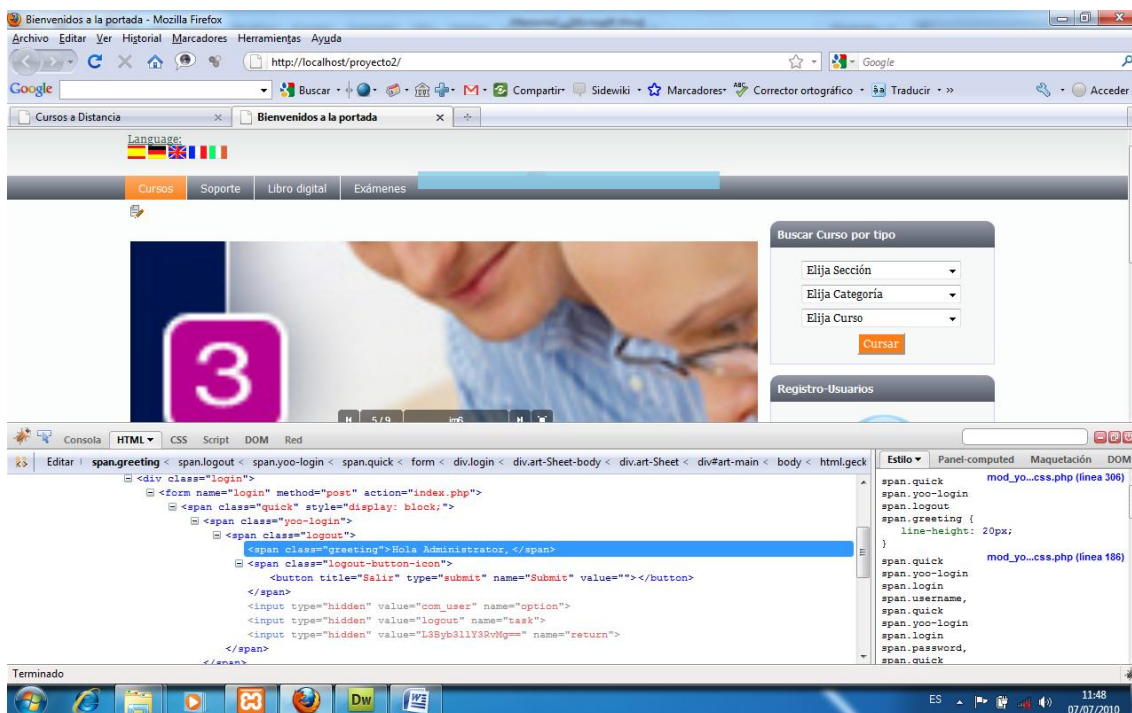 Bienvenidos a la portada - Mozilla Firefox
Archivo Editar Ver Historial Marcadores Herramientas Ayuda
http://localhost/proyecto2/
Google
Google Buscar Compartir Sidewiki Marcadores ABC Corrector ortográfico aa Traducir » Acceder
Cursos a Distancia Bienvenidos a la portada
Language:
Cursos Soporte Libro digital Exámenes
Buscar Curso por tipo
Elija Sección
Elija Categoría
Elija Curso
Cursar
3
Registro-Usuarios
5 / 9 im6
Consola HTML CSS Script DOM Red
Editar span.greeting < span.logout < span.yoo-login < span.quick < form < div.login < div.art-Sheet-body < div.art-Sheet < div#art-main < body < html.geck
Estilo Panel-computed Maquetación DOM
<div class="login">
<form name="login" method="post" action="index.php">
<span class="quick" style="display: block;">
<span class="yoo-login">
<span class="logout">
<span class="greeting">Hola Administrator,</span>
<span class="logout-button-icon">
<button title="Salir" type="submit" name="Submit" value=""></button>
</span>
<input type="hidden" value="com_user" name="option">
<input type="hidden" value="logout" name="task">
<input type="hidden" value="L3Byb3llY3RvMg==" name="return">
</span>
</span>
span.quick mod_yo...css.php (línea 306)
span.yoo-login
span.logout
span.greeting {
line-height: 20px;
}
span.quick mod_yo...css.php (línea 186)
span.yoo-login
span.login
span.username,
span.quick
span.yoo-login
span.login
span.password,
span.quick
Terminado
Dw
ES
11:48
07/07/2010